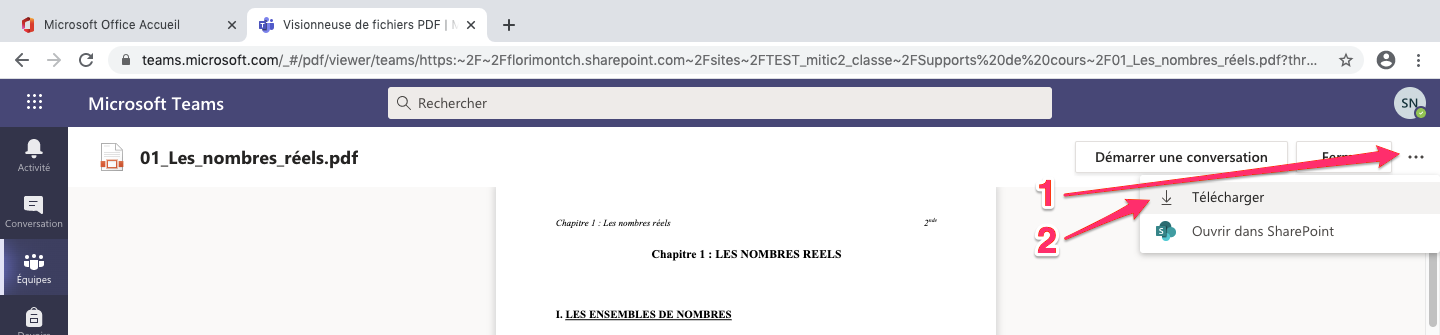 Microsoft Office Accueil
Visionneuse de fichiers PDF | M
teams.microsoft.com/_#/pdf/viewer/teams/https:~2F~2Fflorimontch.sharepoint.com~2Fsites~2FTEST_mitic2_classe~2FSupports%20de%20cours~2F01_Les_nombres_réels.pdf?thr...
Microsoft Teams
Rechercher
SN
Activité
01_Les_nombres_réels.pdf
Démarrer une conversation
Conversation
1
Télécharger
2
Ouvrir dans SharePoint
Chapitre 1 : Les nombres réels
2nde
Chapitre 1 : LES NOMBRES REELS
Équipes
I. LES ENSEMBLES DE NOMBRES